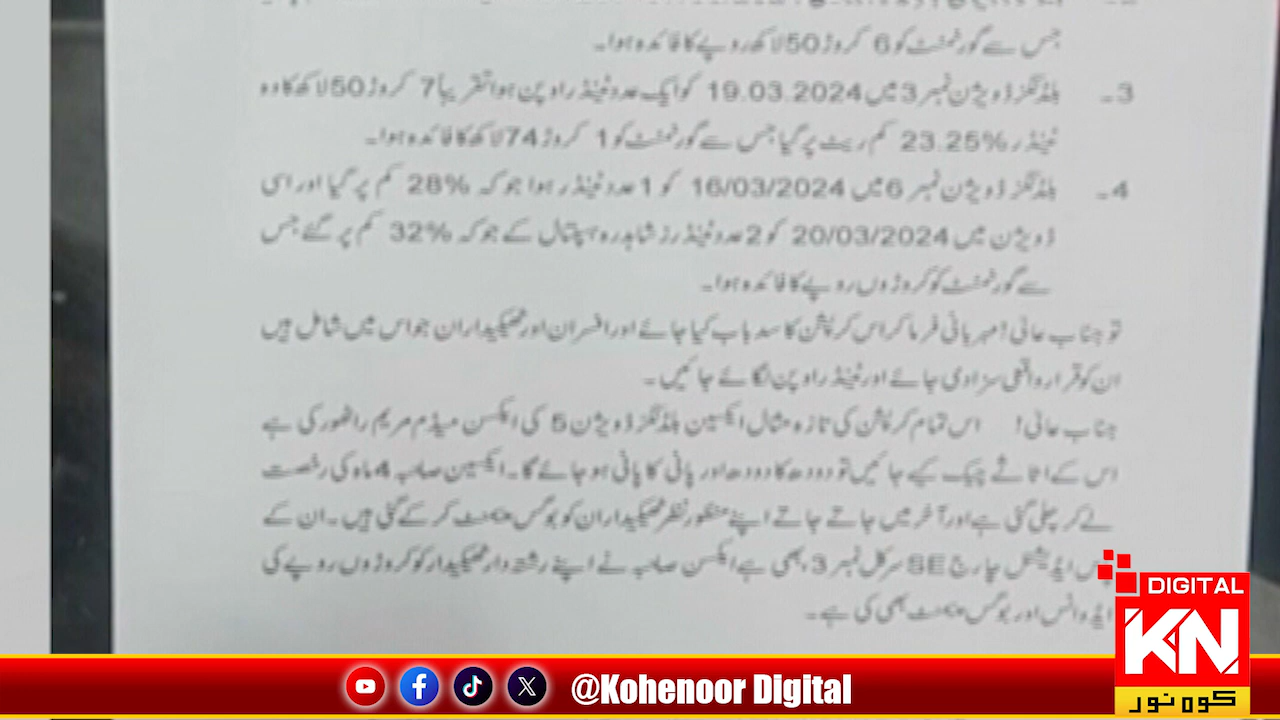 جس سے گورنمنٹ کو 6 کروڑ 50 لاکھ روپے کا فائدہ ہوا۔
3۔ بلڈنگز ڈویژن نمبر 3 میں 19.03.2024 کو ایک عدد ٹینڈر اوپن ہوا تقریباً 7 کروڑ 50 لاکھ کا وہ
ٹینڈر 23.25% کم ریٹ پر گیا جس سے گورنمنٹ کو 1 کروڑ 74 لاکھ کا فائدہ ہوا۔
4۔ بلڈنگز ڈویژن نمبر 6 میں 16/03/2024 کو 1 عدد ٹینڈر ہوا جو کہ 28% کم پر گیا اور اسی
ڈویژن میں 20/03/2024 کو 2 عدد ٹینڈرز شاہدرہ ہسپتال کے جو کہ 32% کم پر گئے جس
سے گورنمنٹ کو کروڑوں روپے کا فائدہ ہوا۔
تو جناب عالی! مہربانی فرما کر اس کرپشن کا سدباب کیا جائے اور افسران اور ٹھیکیداران جو اس میں شامل ہیں
ان کو قرار واقعی سزا دی جائے اور ٹینڈر اوپن لگائے جائیں۔
جناب عالی! اس تمام کرپشن کی تازہ مثال ایکسین بلڈنگز ڈویژن 5 کی ایکسن میڈم مریم راٹھور کی ہے
اس کے اثاثے چیک کیے جائیں تو دودھ کا دودھ اور پانی کا پانی ہو جائے گا۔ ایکسین صاحبہ 4 ماہ کی رخصت
لے کر چلی گئی ہے اور آخر میں جاتے جاتے اپنے منظور نظر ٹھیکیداران کو بوگس پیمنٹ کر کے گئی ہیں۔ ان کے
پاس ایڈیشنل چارج SE سرکل نمبر 3 بھی ہے ایکسن صاحبہ نے اپنے رشتہ دار ٹھیکیدار کو کروڑوں روپے کی
ایڈوانس اور بوگس پیمنٹ بھی کی ہے۔
DIGITAL
KN
کوہ نور
@Kohenoor Digital